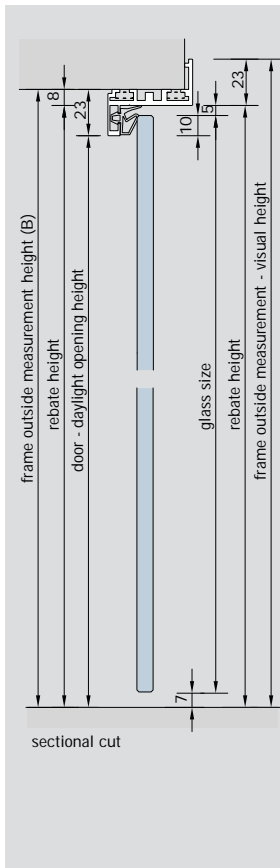 23
8
23
5
10
frame outside measurement height (B)
rebate height
door - daylight opening height
glass size
rebate height
frame outside measurement - visual height
7
sectional cut